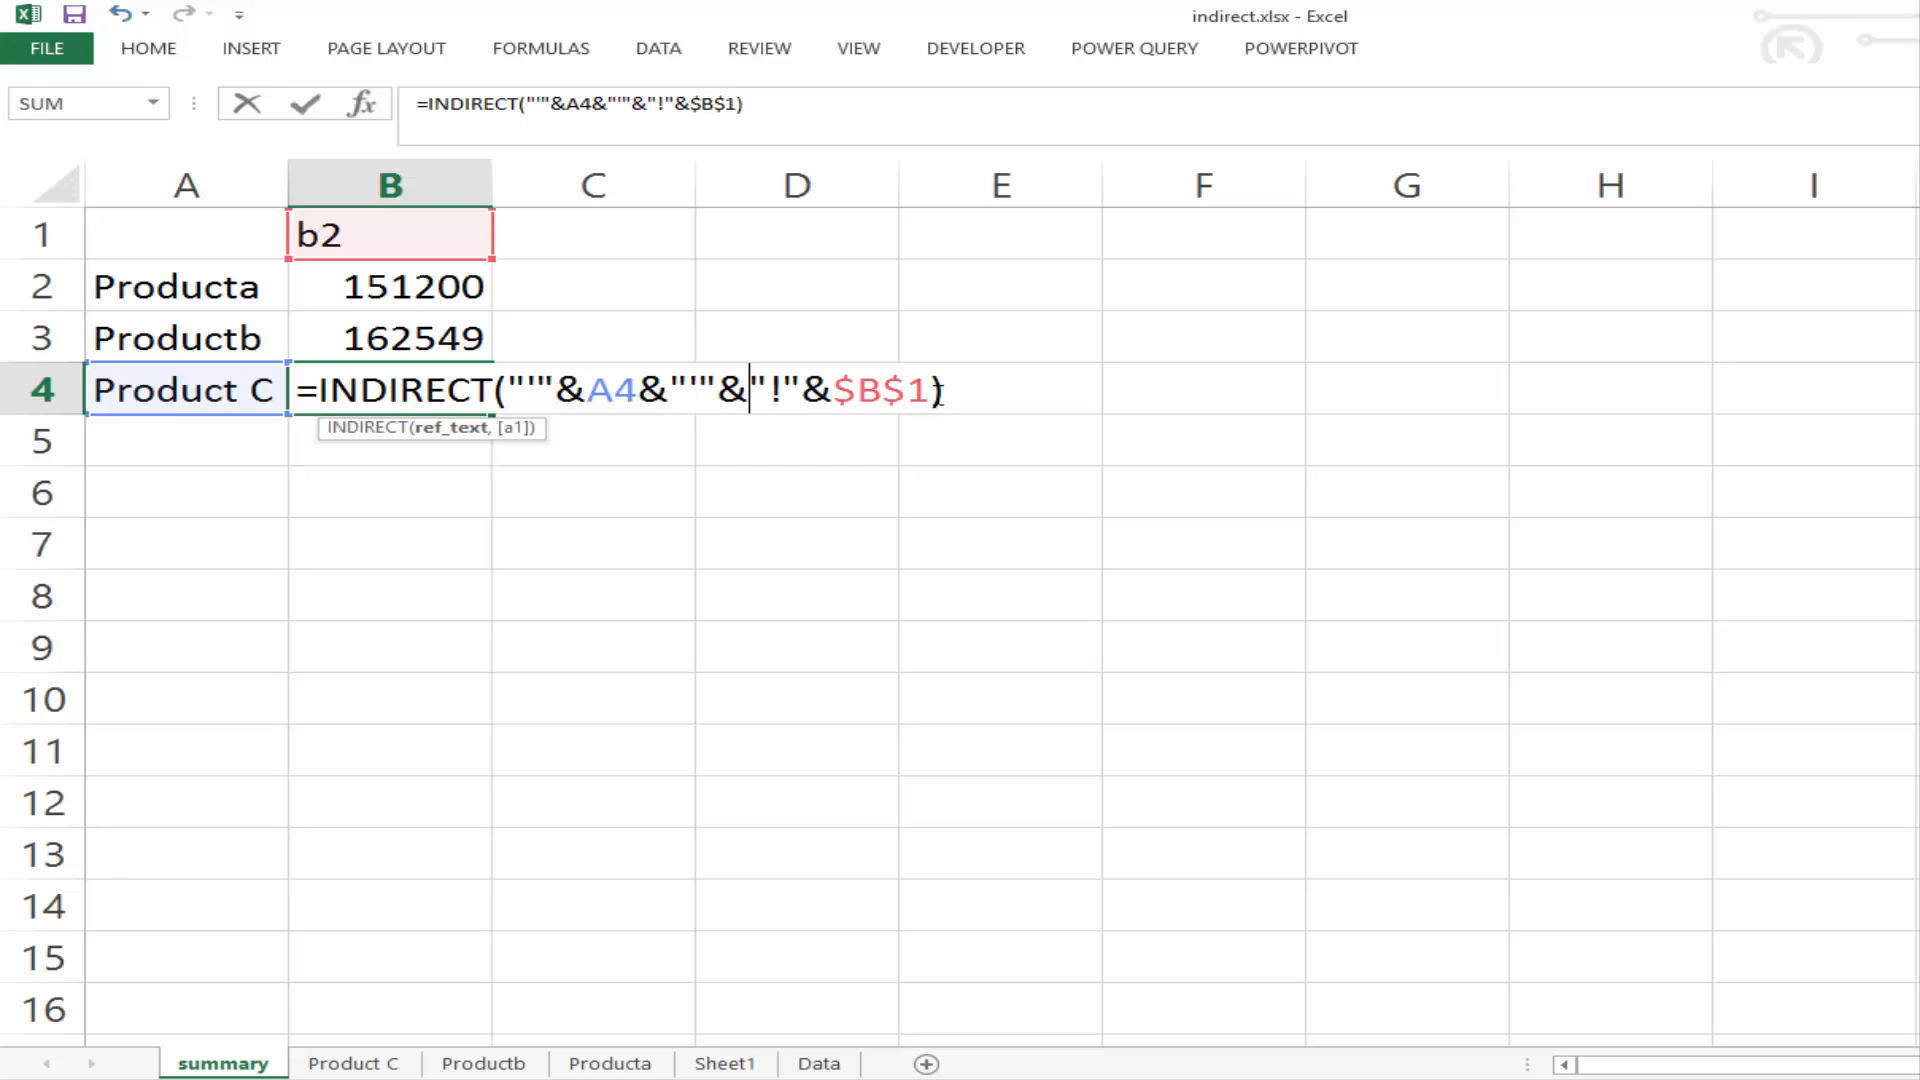 indirect.xlsx - Excel
FILE HOME INSERT PAGE LAYOUT FORMULAS DATA REVIEW VIEW DEVELOPER POWER QUERY POWERPIVOT
SUM fx =INDIRECT("'"&A4&"'"&"!"&$B$1)
A B C D E F G H I
1 b2
2 Producta 151200
3 Productb 162549
4 Product C =INDIRECT("'"&A4&"'"&"!"&$B$1)
INDIRECT(ref_text, [a1])
5
6
7
8
9
10
11
12
13
14
15
16
summary Product C Productb Producta Sheet1 Data